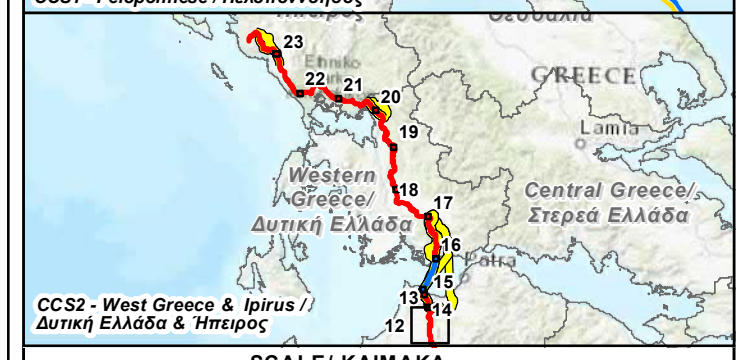 CCS1 - Peloponnese / Πελοπόννησος
Ήπειρος
Θεσσαλία
23
Ethniko
GREECE
22
21
20
Lamia
19
Western
Greece/
Δυτική Ελλάδα
18
Central Greece/
Στερεά Ελλάδα
17
16
Patra
15
13
14
12
CCS2 - West Greece & Ipirus /
Δυτική Ελλάδα & Ήπειρος
SCALE/ ΚΛΙΜΑΚΑ